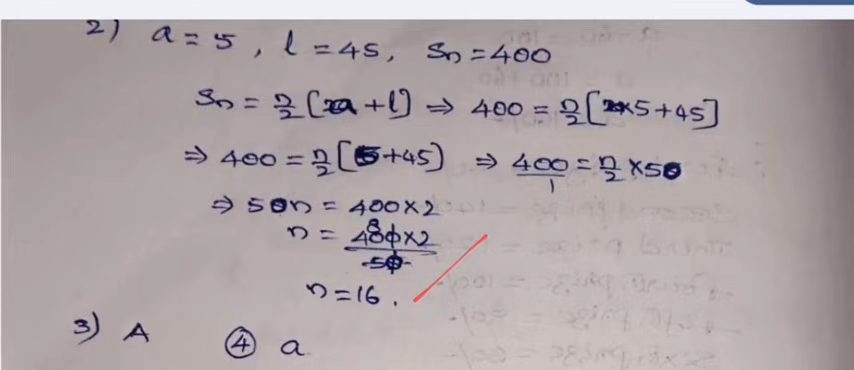 2) a = 5, l = 45, Sn = 400
Sn = n/2 [a + l] ⇒ 400 = n/2 [5 + 45]
⇒ 400 = n/2 [5 + 45] ⇒ 400/1 = n/2 × 50
⇒ 50n = 400 × 2
n = 400 × 2 / 50
n = 16.
3) A ④ a